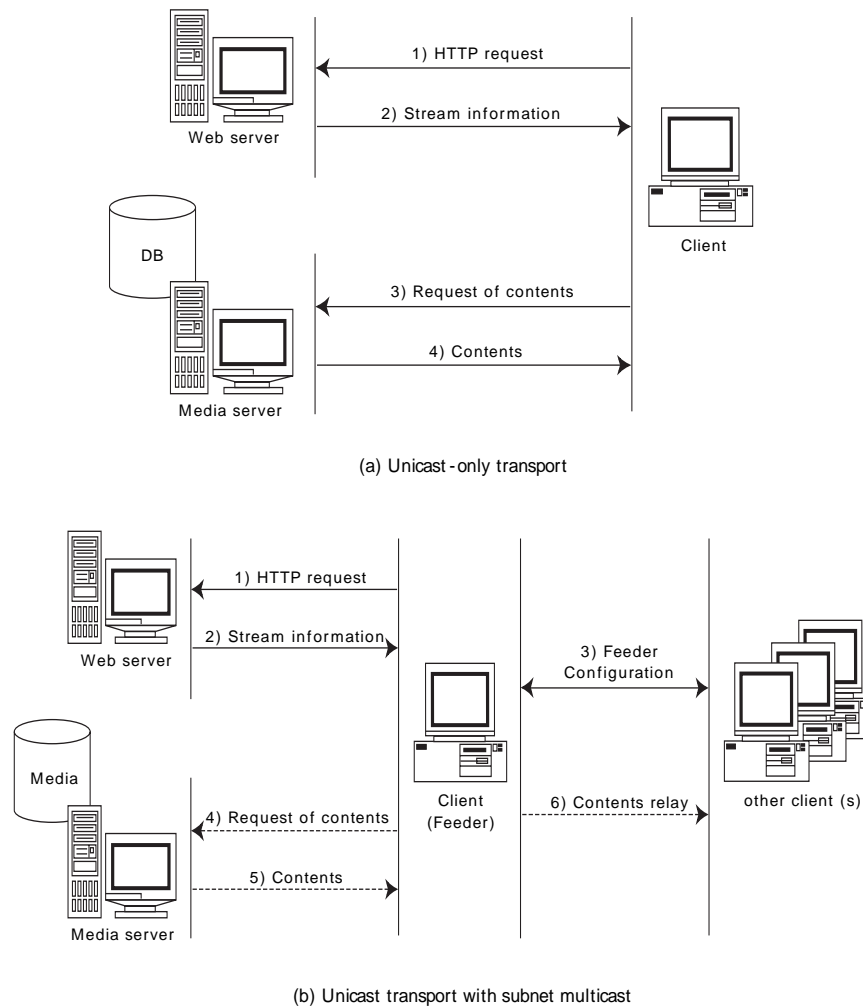 1) HTTP request
2) Stream information
Web server
Client
DB
3) Request of contents
4) Contents
Media server
(a) Unicast-only transport
1) HTTP request
2) Stream information
Web server
3) Feeder
Configuration
Media
Client
(Feeder)
other client (s)
4) Request of contents
6) Contents relay
5) Contents
Media server
(b) Unicast transport with subnet multicast